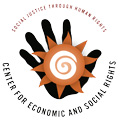 SOCIAL JUSTICE THROUGH HUMAN RIGHTS
CENTER FOR ECONOMIC AND SOCIAL RIGHTS